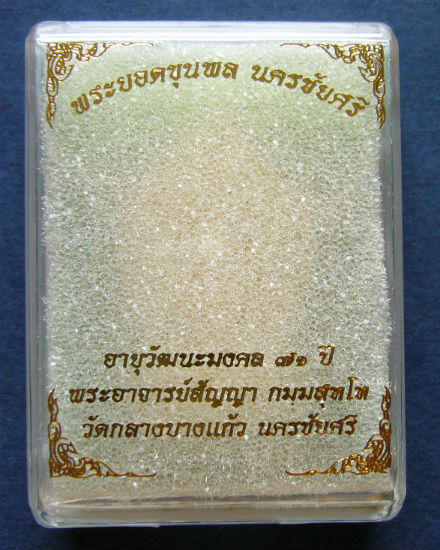 พระยอดขุนพล นครชัยศรี
อายุวัฒนะมงคล ๗๑ ปี
พระอาจารย์สัญญา กมฺมสุทฺโท
วัดกลางบางแก้ว นครชัยศรี